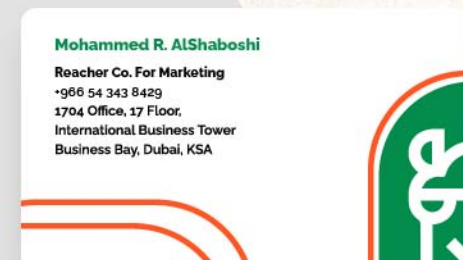 Mohammed R. AlShaboshi
Reacher Co. For Marketing
+966 54 343 8429
1704 Office, 17 Floor,
International Business Tower
Business Bay, Dubai, KSA